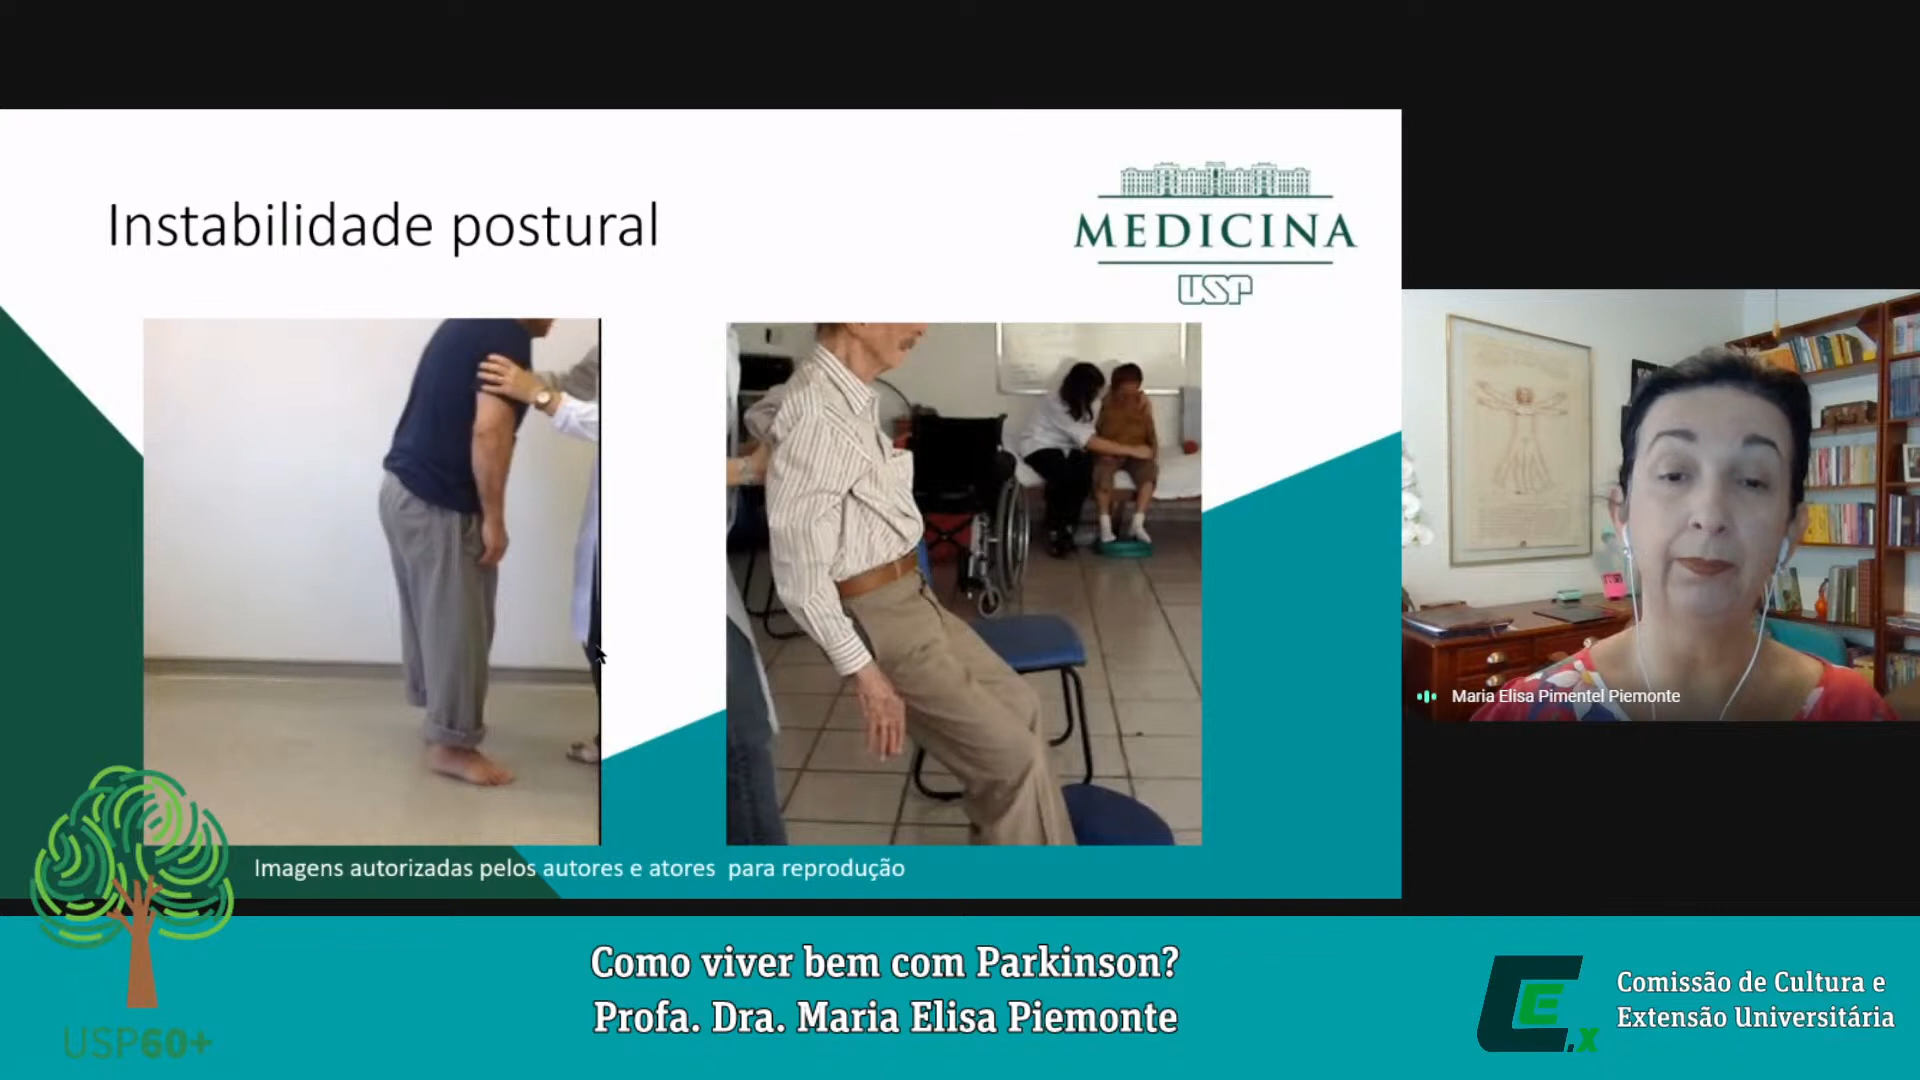 Instabilidade postural
MEDICINA
USP
Imagens autorizadas pelos autores e atores para reprodução
Maria Elisa Pimentel Piemonte
Como viver bem com Parkinson?
Profa. Dra. Maria Elisa Piemonte
USP60+
CE.x
Comissão de Cultura e
Extensão Universitária